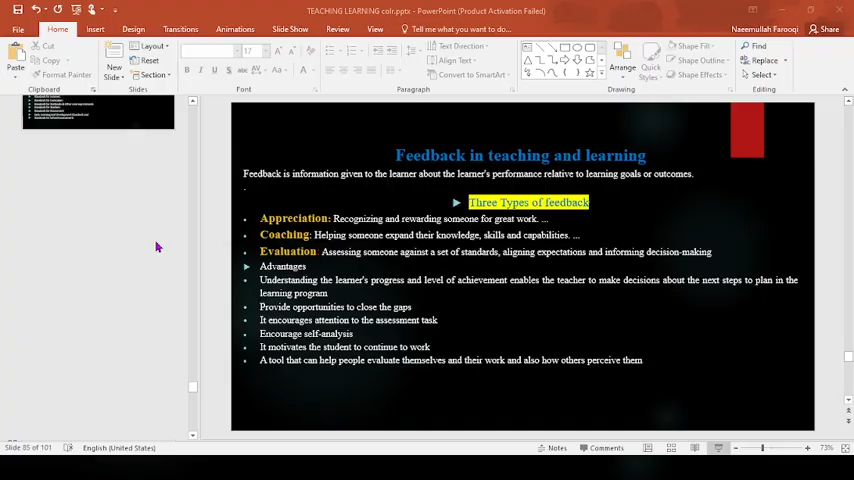 TEACHING LEARNING colr.pptx - PowerPoint (Product Activation Failed)
File Home Insert Design Transitions Animations Slide Show Review View Tell me what you want to do... Naeemullah Farooqi Share
Paste Cut Copy Format Painter
Clipboard
New Slide Layout Reset Section
Slides
17
B I U S abc AV Aa A
Font
Text Direction
Align Text
Convert to SmartArt
Paragraph
Arrange Quick Styles Shape Fill Shape Outline Shape Effects
Drawing
Find
Replace
Select
Editing
Feedback in teaching and learning
Feedback is information given to the learner about the learner's performance relative to learning goals or outcomes.
.
Three Types of feedback
Appreciation: Recognizing and rewarding someone for great work. ...
Coaching: Helping someone expand their knowledge, skills and capabilities. ...
Evaluation: Assessing someone against a set of standards, aligning expectations and informing decision-making
Advantages
Understanding the learner's progress and level of achievement enables the teacher to make decisions about the next steps to plan in the
learning program
Provide opportunities to close the gaps
It encourages attention to the assessment task
Encourage self-analysis
It motivates the student to continue to work
A tool that can help people evaluate themselves and their work and also how others perceive them
Slide 85 of 101 English (United States) Notes Comments 73%